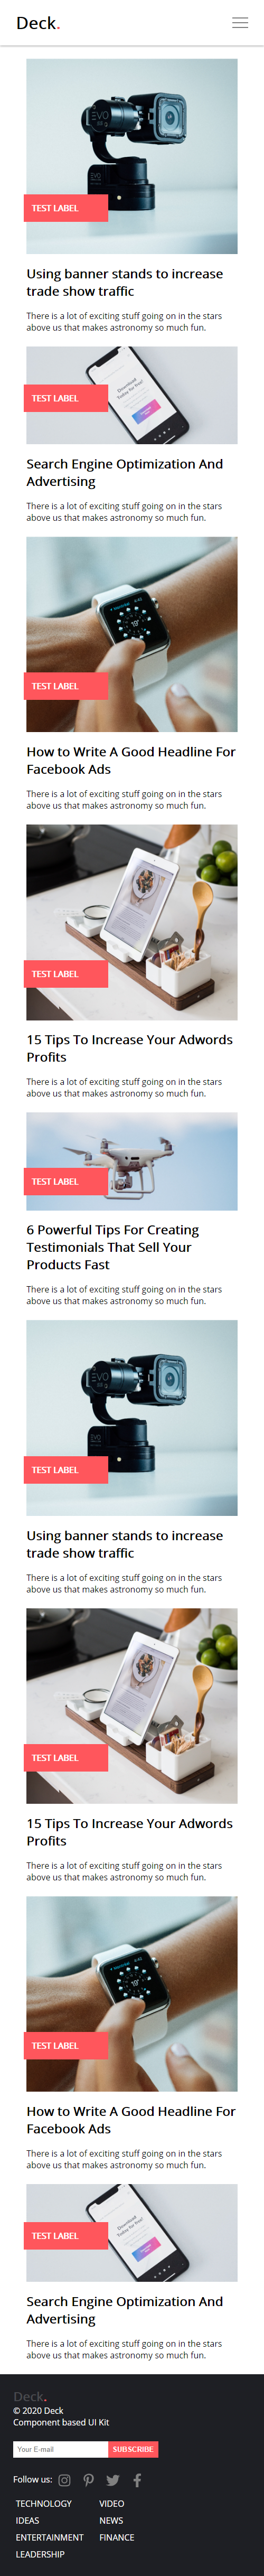 Deck.
EVO
EVO
TEST LABEL
Using banner stands to increase
trade show traffic
There is a lot of exciting stuff going on in the stars
above us that makes astronomy so much fun.
Download
Today for free!
TEST LABEL
Search Engine Optimization And
Advertising
There is a lot of exciting stuff going on in the stars
above us that makes astronomy so much fun.
TEST LABEL
How to Write A Good Headline For
Facebook Ads
There is a lot of exciting stuff going on in the stars
above us that makes astronomy so much fun.
TEST LABEL
15 Tips To Increase Your Adwords
Profits
There is a lot of exciting stuff going on in the stars
above us that makes astronomy so much fun.
TEST LABEL
6 Powerful Tips For Creating
Testimonials That Sell Your
Products Fast
There is a lot of exciting stuff going on in the stars
above us that makes astronomy so much fun.
EVO
EVO
TEST LABEL
Using banner stands to increase
trade show traffic
There is a lot of exciting stuff going on in the stars
above us that makes astronomy so much fun.
TEST LABEL
15 Tips To Increase Your Adwords
Profits
There is a lot of exciting stuff going on in the stars
above us that makes astronomy so much fun.
TEST LABEL
How to Write A Good Headline For
Facebook Ads
There is a lot of exciting stuff going on in the stars
above us that makes astronomy so much fun.
Download
Today for free!
TEST LABEL
Search Engine Optimization And
Advertising
There is a lot of exciting stuff going on in the stars
above us that makes astronomy so much fun.
Deck.
© 2020 Deck
Component based UI Kit
Your E-mail SUBSCRIBE
Follow us:
TECHNOLOGY VIDEO
IDEAS NEWS
ENTERTAINMENT FINANCE
LEADERSHIP